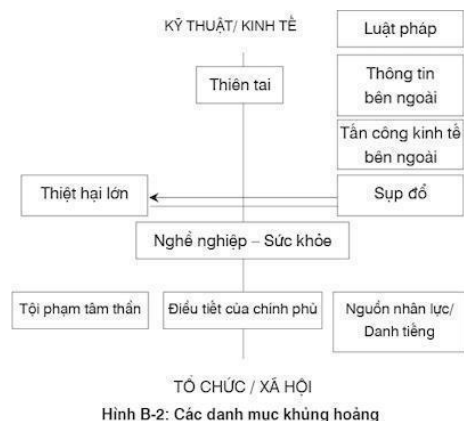 KỸ THUẬT/ KINH TẾ
Luật pháp
Thiên tai
Thông tin
bên ngoài
Tấn công kinh tế
bên ngoài
Thiệt hại lớn
Sụp đổ
Nghề nghiệp – Sức khỏe
Tội phạm tâm thần
Điều tiết của chính phủ
Nguồn nhân lực/
Danh tiếng
TỔ CHỨC / XÃ HỘI
Hình B-2: Các danh mục khủng hoảng